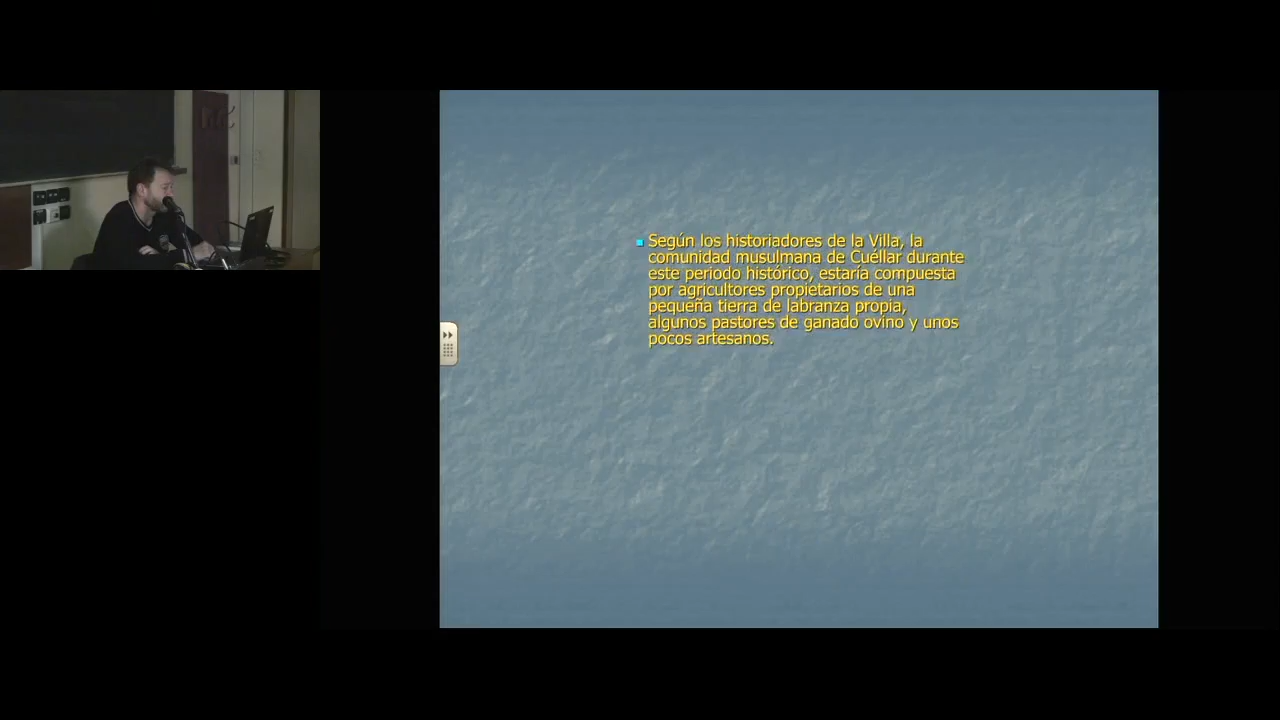 Según los historiadores de la Villa, la
comunidad musulmana de Cuéllar durante
este periodo histórico, estaría compuesta
por agricultores propietarios de una
pequeña tierra de labranza propia,
algunos pastores de ganado ovino y unos
pocos artesanos.